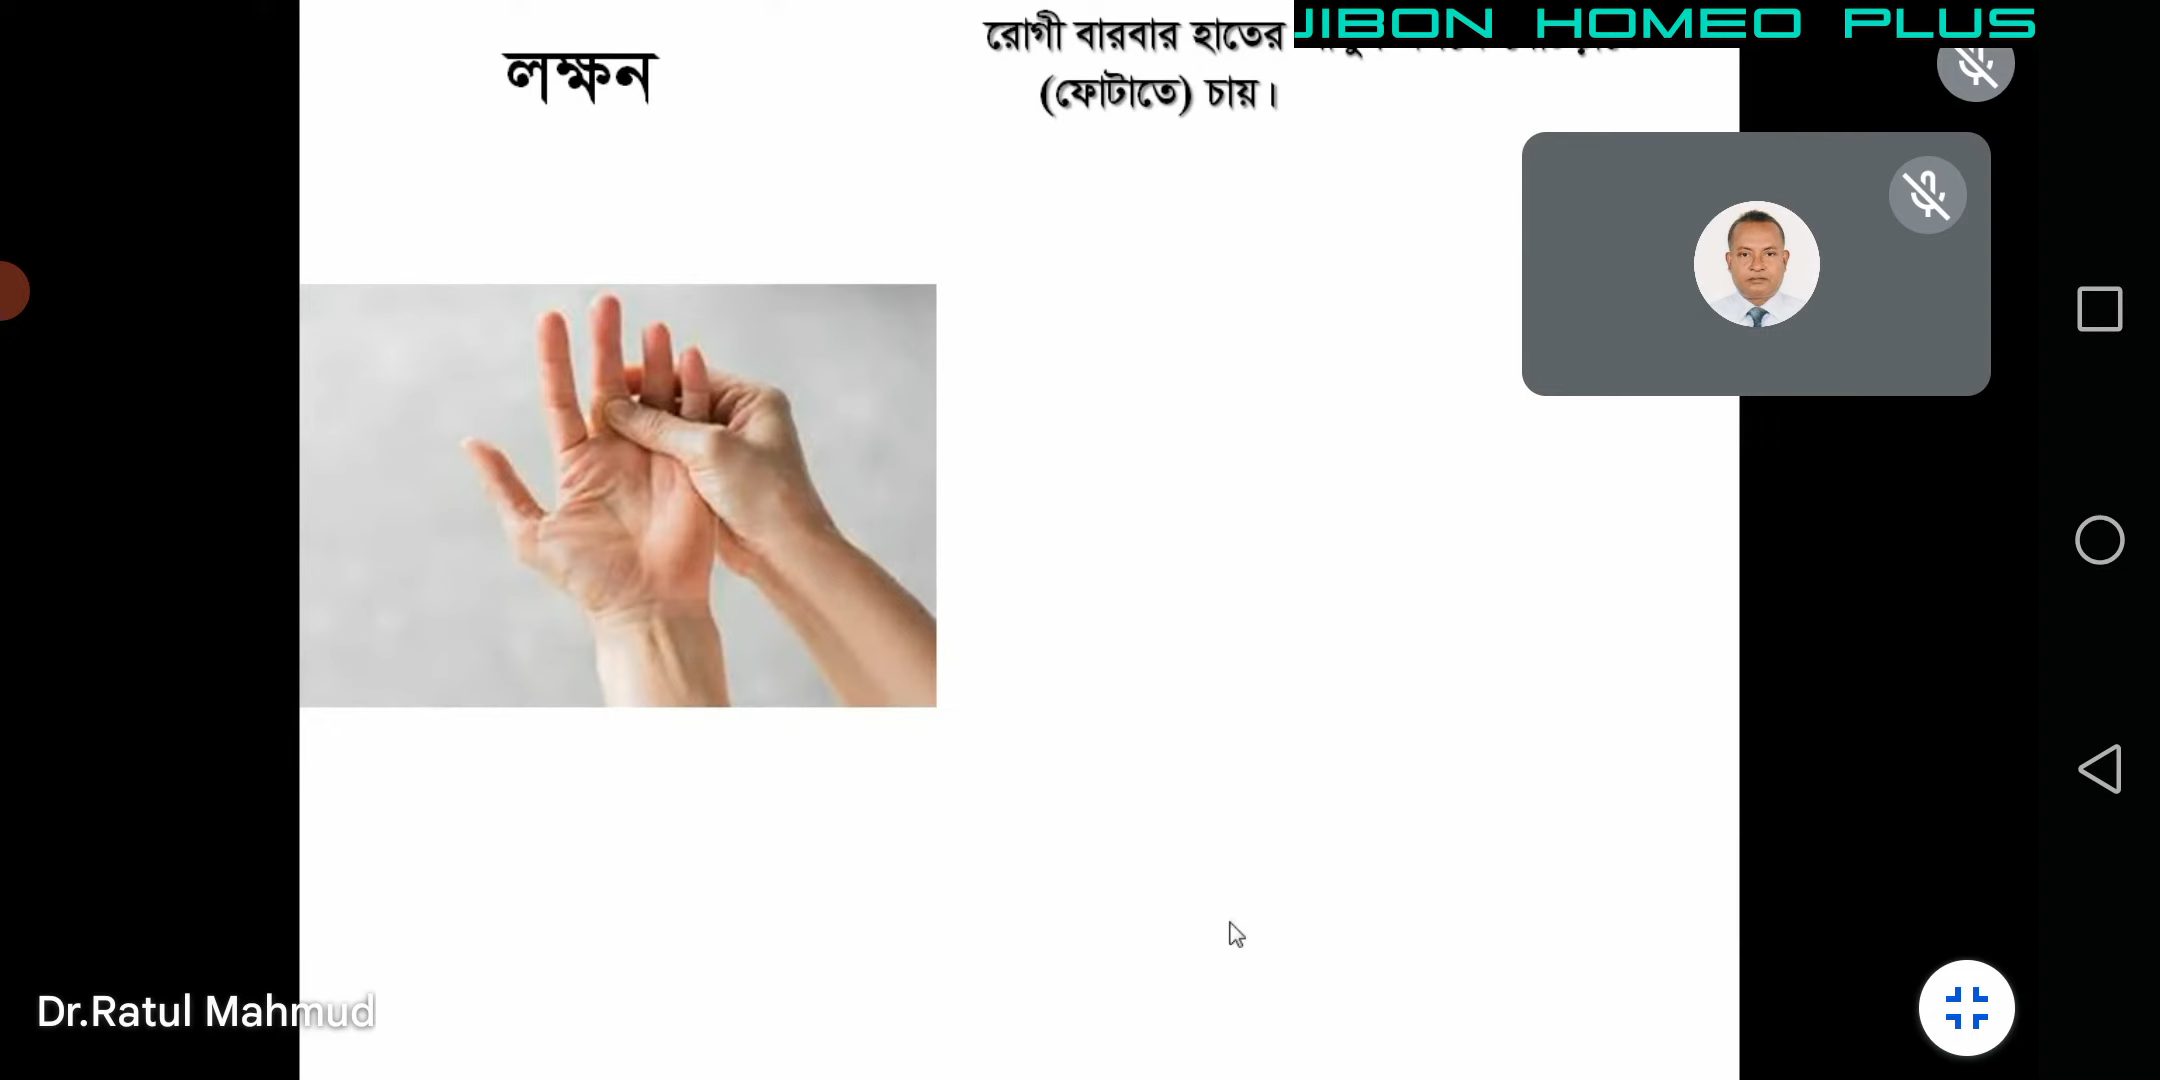 JIBON HOMEO PLUS
রোগী বারবার হাতের
লক্ষন
(ফোটাতে) চায়।
Dr.Ratul Mahmud